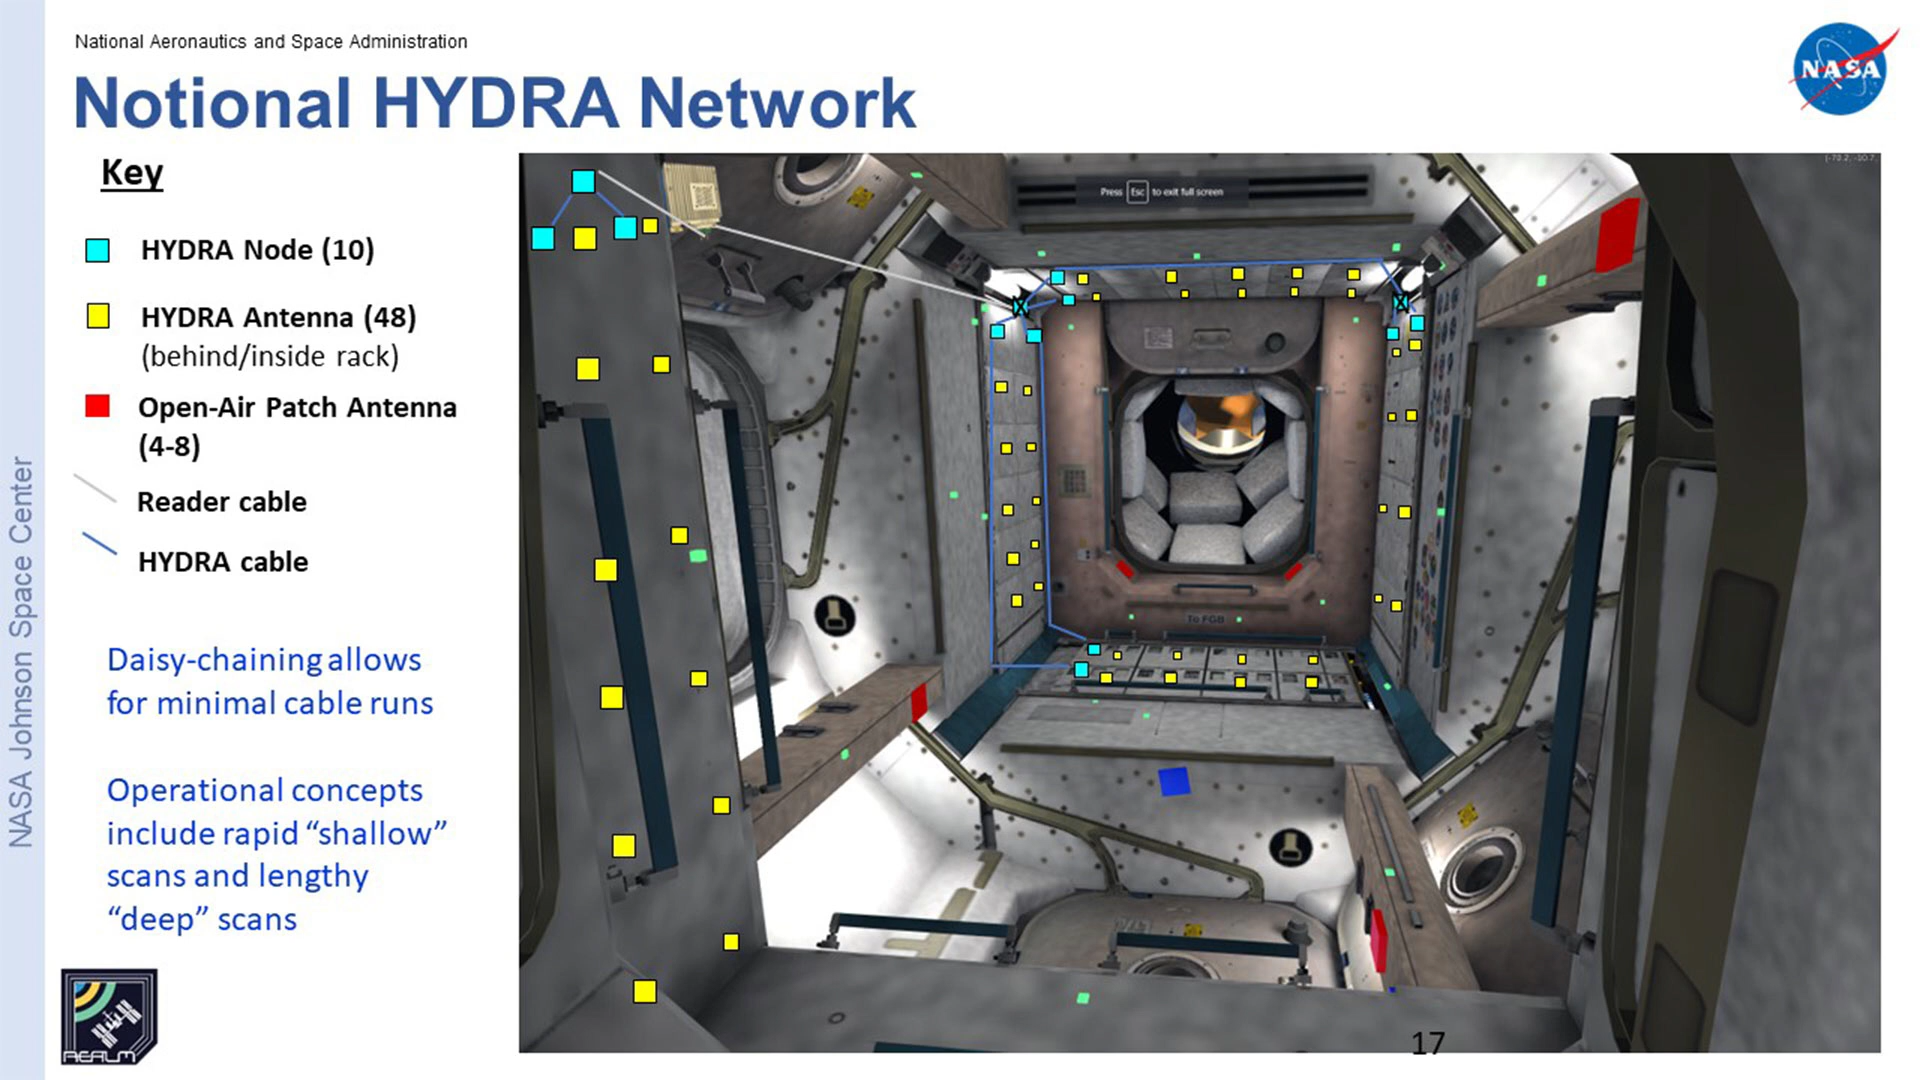 National Aeronautics and Space Administration
NASA
Notional HYDRA Network
Key
HYDRA Node (10)
HYDRA Antenna (48)
(behind/inside rack)
Open-Air Patch Antenna
(4-8)
Reader cable
HYDRA cable
Daisy-chaining allows
for minimal cable runs
Operational concepts
include rapid “shallow”
scans and lengthy
“deep” scans
NASA Johnson Space Center
REALM
Press Esc to exit full screen
To FGB
17